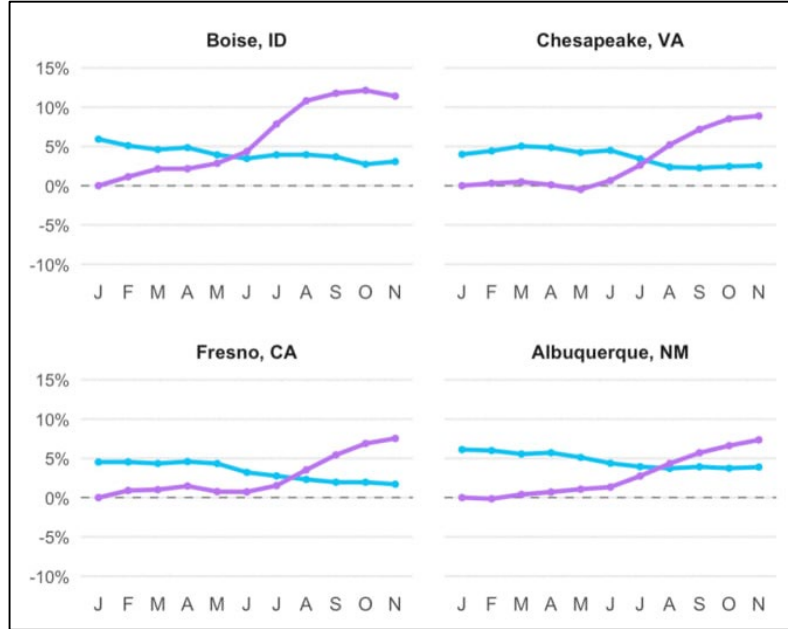 Boise, ID
Chesapeake, VA
15%
10%
5%
0%
-5%
-10%
J F M A M J J A S O N
J F M A M J J A S O N
Fresno, CA
Albuquerque, NM
15%
10%
5%
0%
-5%
-10%
J F M A M J J A S O N
J F M A M J J A S O N